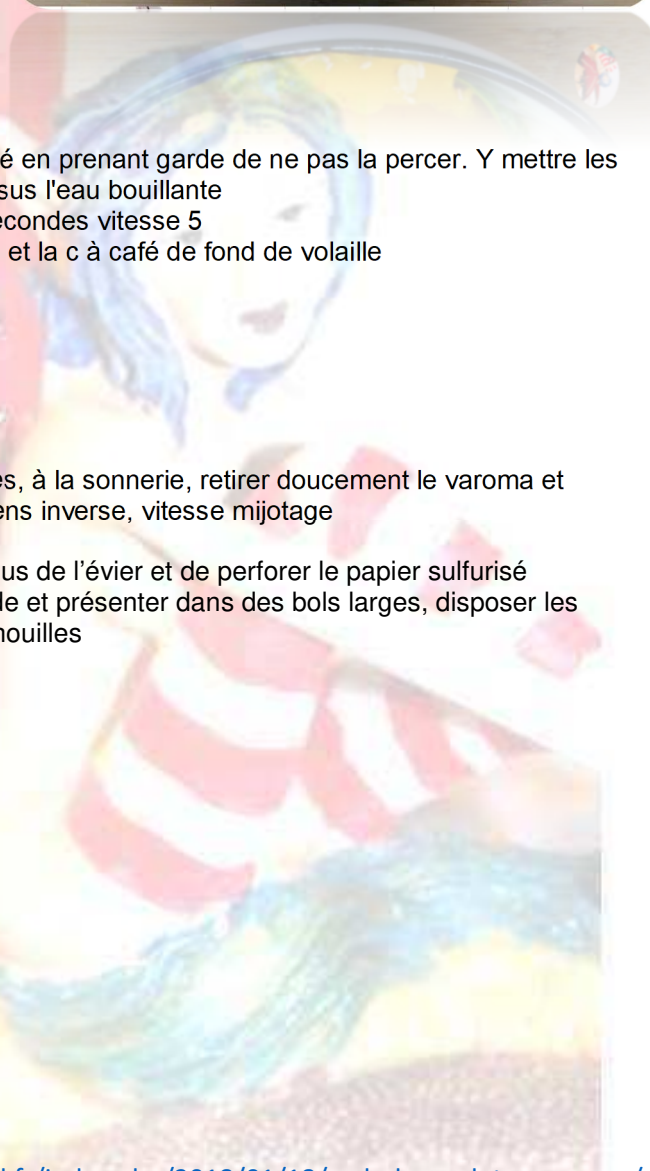 é en prenant garde de ne pas la percer. Y mettre les
sus l'eau bouillante
econdes vitesse 5
et la c à café de fond de volaille
es, à la sonnerie, retirer doucement le varoma et
ens inverse, vitesse mijotage
us de l’évier et de perforer le papier sulfurisé
le et présenter dans des bols larges, disposer les
nouilles